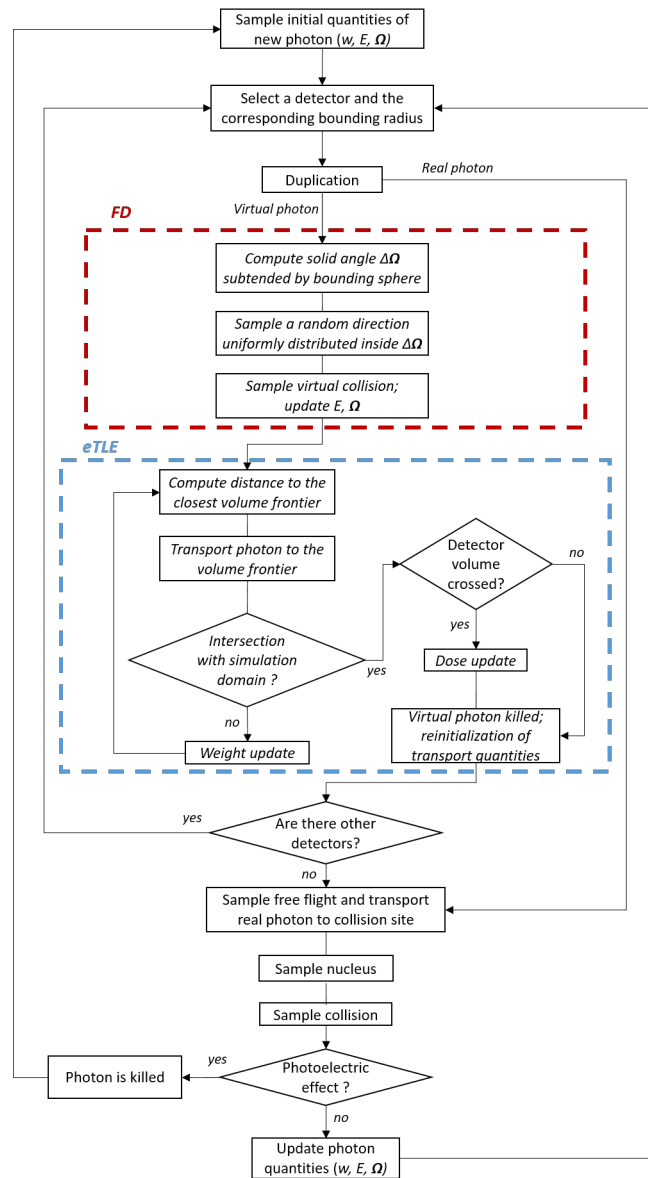 Sample initial quantities of
new photon (w, E, Ω)
Select a detector and the
corresponding bounding radius
Duplication
Real photon
Virtual photon
FD
Compute solid angle ΔΩ
subtended by bounding sphere
Sample a random direction
uniformly distributed inside ΔΩ
Sample virtual collision;
update E, Ω
eTLE
Compute distance to the
closest volume frontier
Transport photon to the
volume frontier
Intersection
with simulation
domain ?
yes
no
Weight update
Detector
volume
crossed?
no
yes
Dose update
Virtual photon killed;
reinitialization of
transport quantities
Are there other
detectors?
yes
no
Sample free flight and transport
real photon to collision site
Sample nucleus
Sample collision
Photoelectric
effect ?
yes
Photon is killed
no
Update photon
quantities (w, E, Ω)